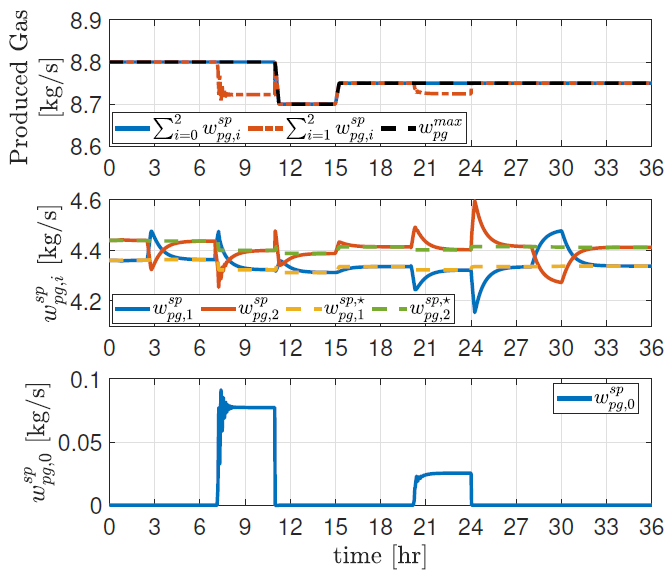 Produced Gas
[kg/s]
8.9
8.8
8.7
8.6
∑_{i=0}^{2} w_{pg,i}^{sp} ∑_{i=1}^{2} w_{pg,i}^{sp} w_{pg}^{max}
0 3 6 9 12 15 18 21 24 27 30 33 36
w_{pg,i}^{sp} [kg/s]
4.6
4.4
4.2
w_{pg,1}^{sp} w_{pg,2}^{sp} w_{pg,1}^{sp,⋆} w_{pg,2}^{sp,⋆}
0 3 6 9 12 15 18 21 24 27 30 33 36
w_{pg,0}^{sp} [kg/s]
0.1
0.05
0
w_{pg,0}^{sp}
0 3 6 9 12 15 18 21 24 27 30 33 36
time [hr]